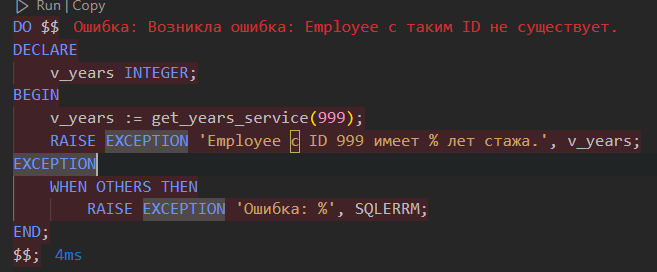 Run | Copy
DO $$ Ошибка: Возникла ошибка: Employee с таким ID не существует.
DECLARE
    v_years INTEGER;
BEGIN
    v_years := get_years_service(999);
    RAISE EXCEPTION 'Employee с ID 999 имеет % лет стажа.', v_years;
EXCEPTION
    WHEN OTHERS THEN
        RAISE EXCEPTION 'Ошибка: %', SQLERRM;
END;
$$; 4ms